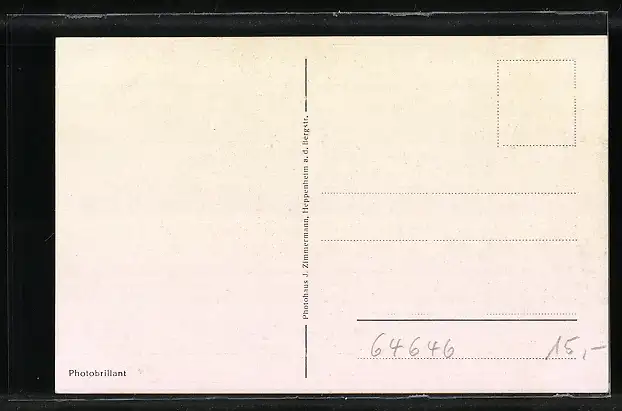 Photohaus J. Zimmermann, Heppenheim a. d. Bergstr.
64646 15,-
Photobrillant